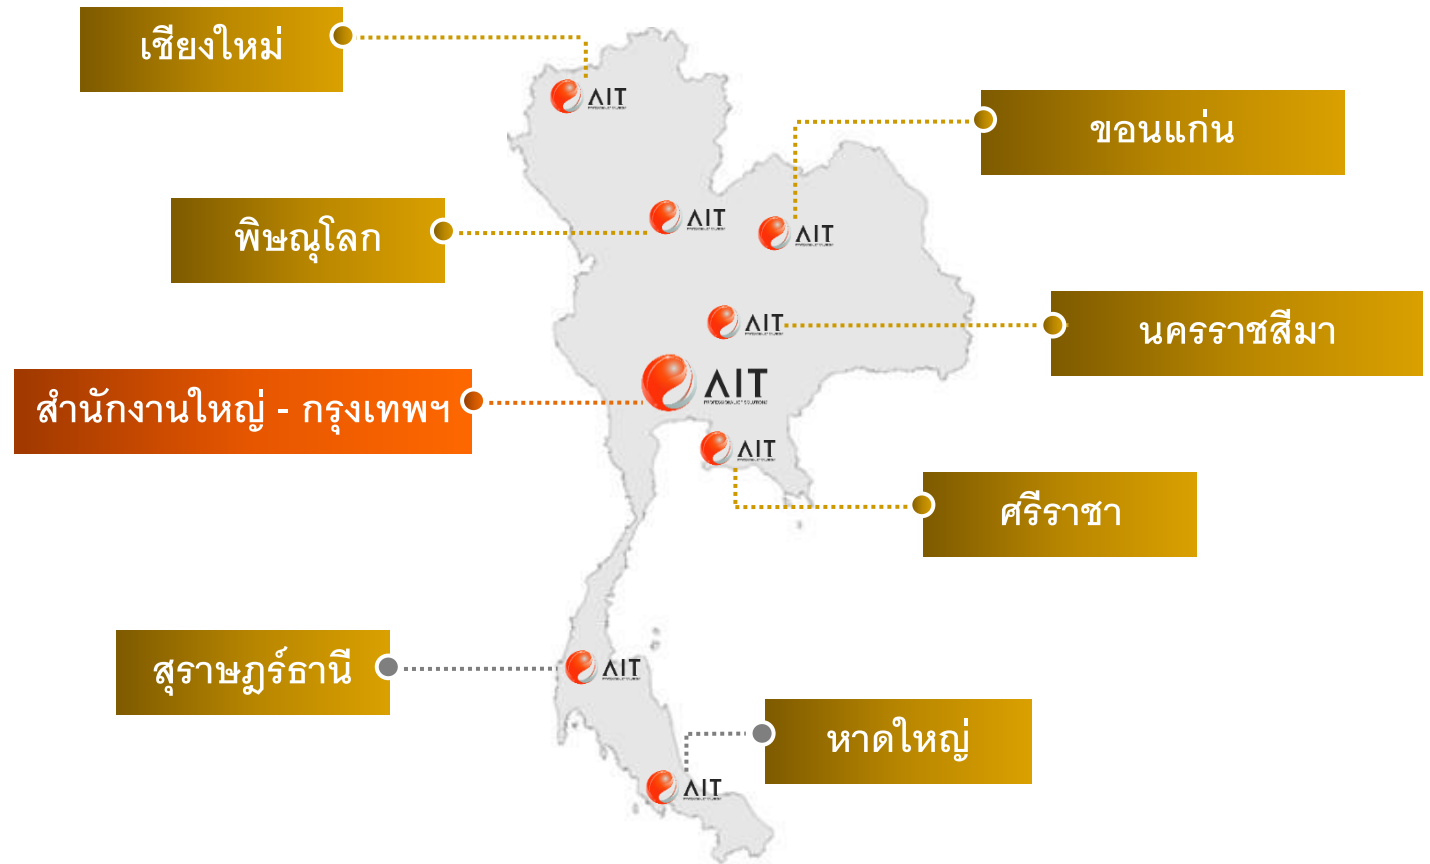 เชียงใหม่
AIT
ขอนแก่น
พิษณุโลก
AIT
AIT
นครราชสีมา
AIT
สำนักงานใหญ่ - กรุงเทพฯ
AIT
AIT
ศรีราชา
สุราษฎร์ธานี
AIT
หาดใหญ่
AIT